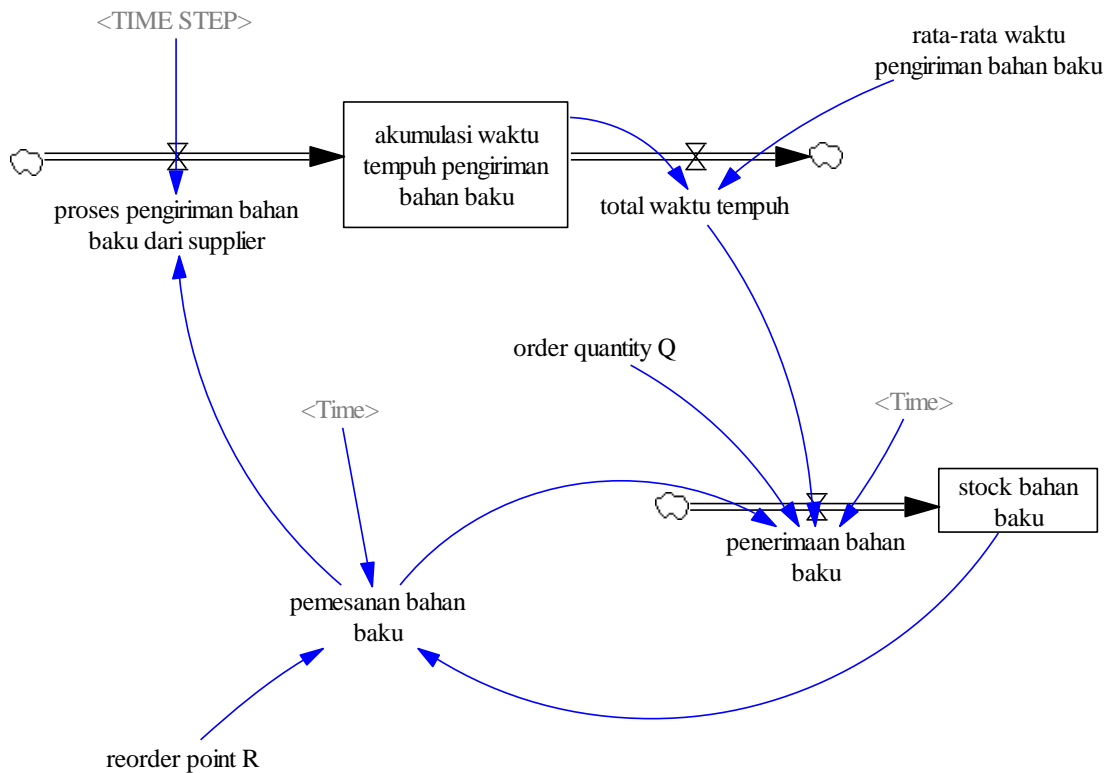 <TIME STEP>
rata-rata waktu
pengiriman bahan baku
akumulasi waktu
tempuh pengiriman
bahan baku
proses pengiriman bahan
baku dari supplier
total waktu tempuh
order quantity Q
<Time>
<Time>
stock bahan
baku
penerimaan bahan
baku
pemesanan bahan
baku
reorder point R